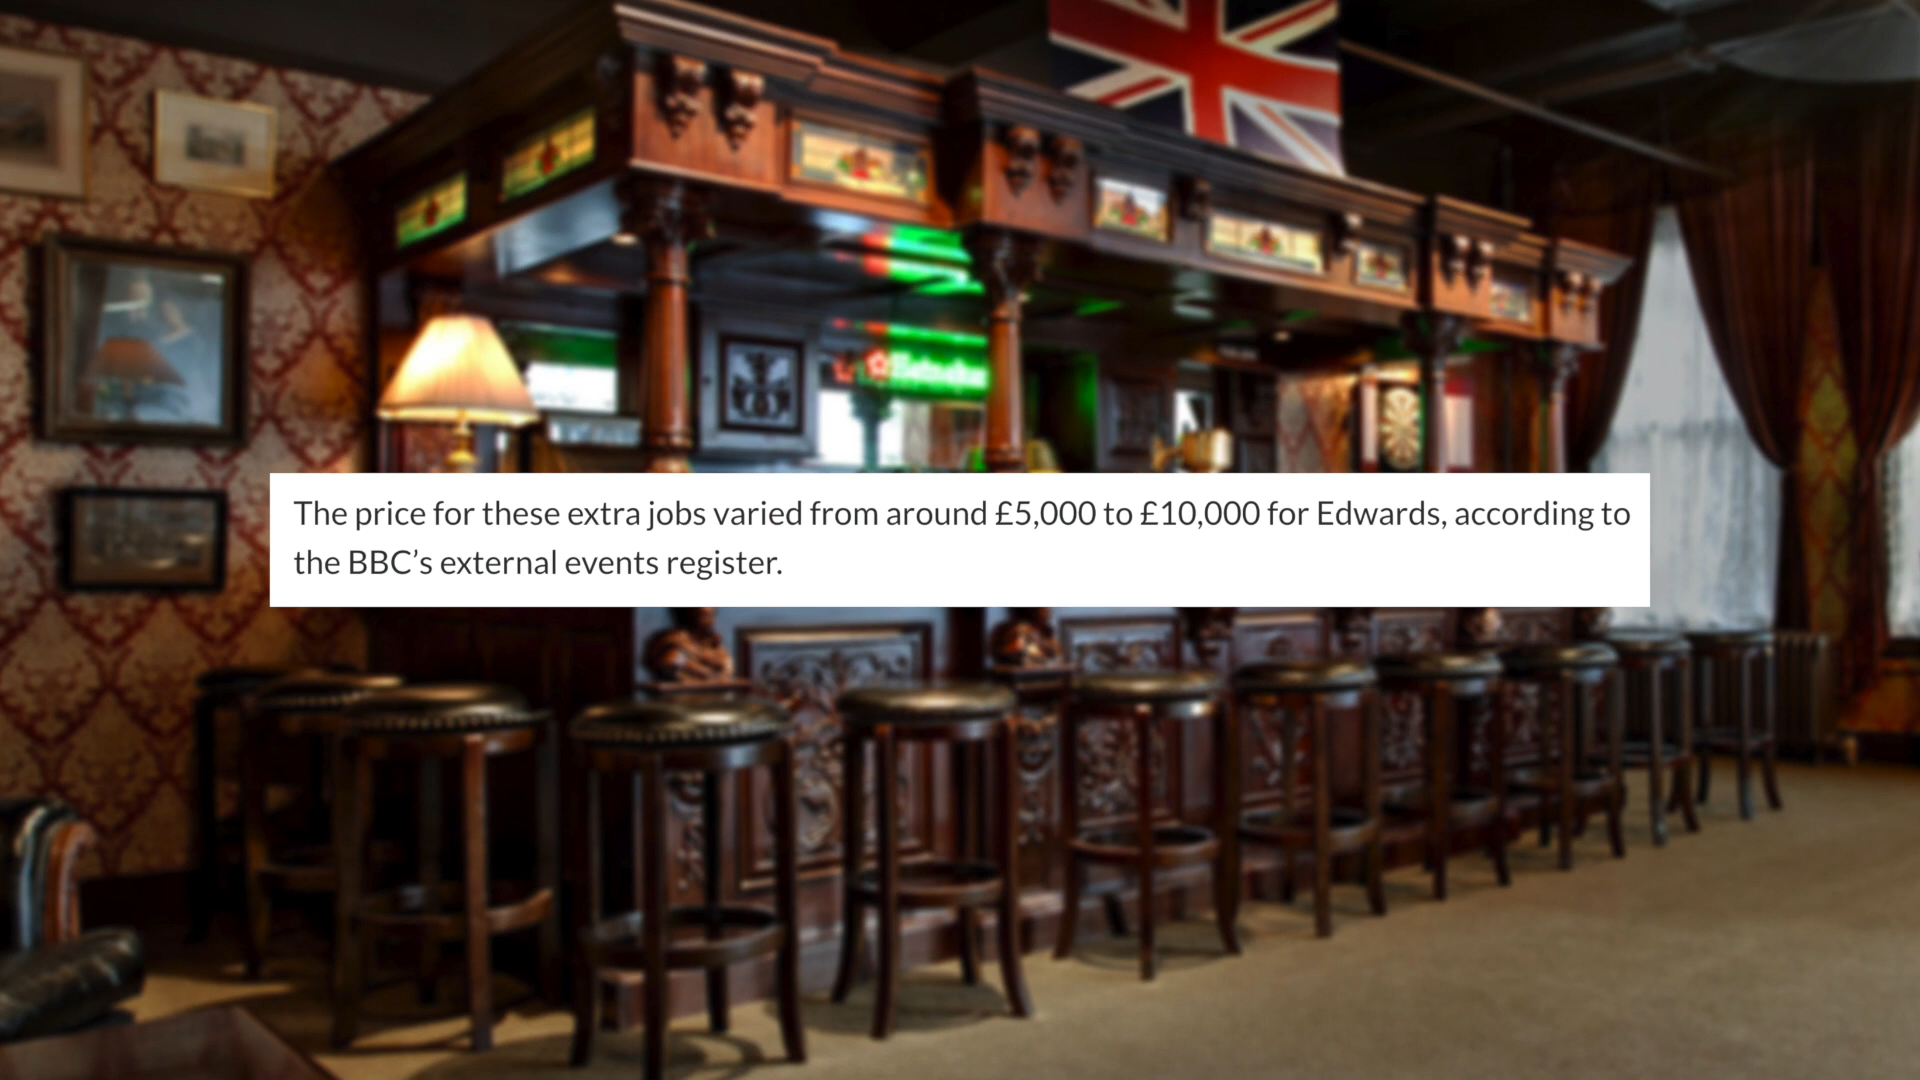 The price for these extra jobs varied from around £5,000 to £10,000 for Edwards, according to
the BBC’s external events register.